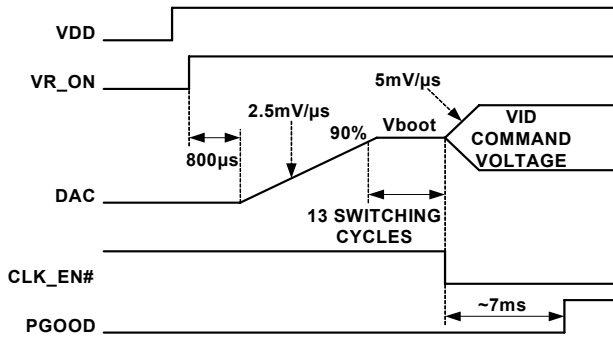 VDD
VR_ON
5mV/µs
2.5mV/µs
90%
Vboot
VID
COMMAND
VOLTAGE
800µs
DAC
13 SWITCHING
CYCLES
CLK_EN#
~7ms
PGOOD